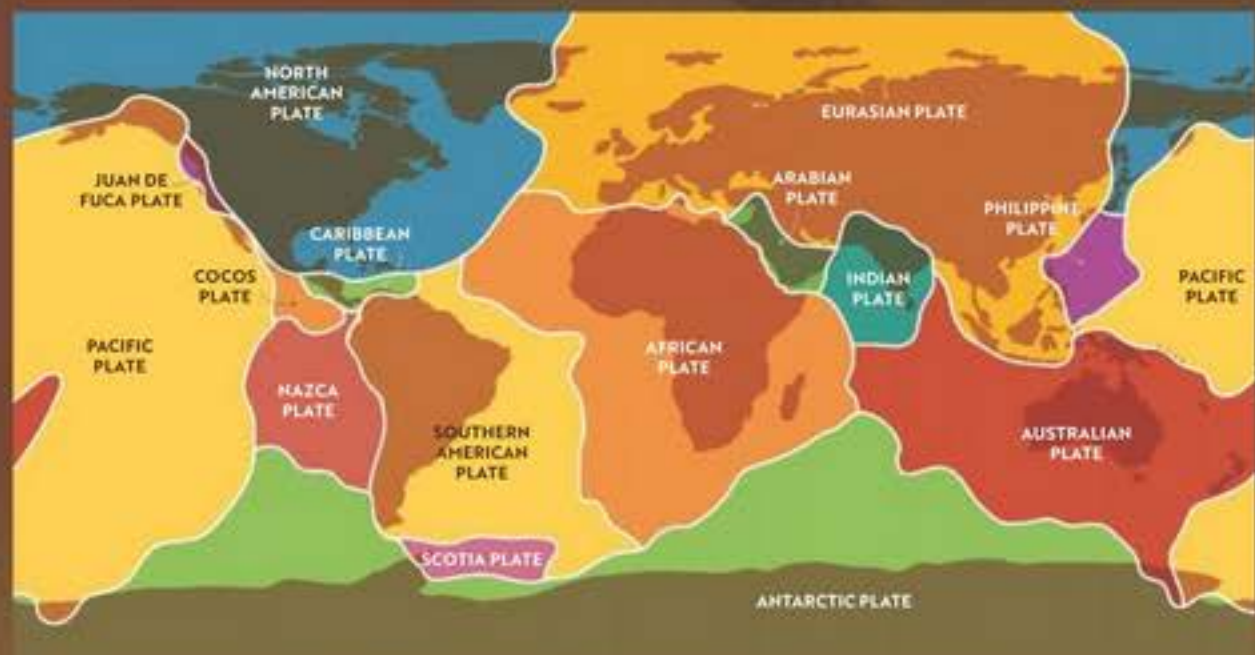 NORTH
AMERICAN
PLATE
EURASIAN PLATE
JUAN DE
FUCA PLATE
ARABIAN
PLATE
PHILIPPINE
PLATE
CARIBBEAN
PLATE
COCOS
PLATE
INDIAN
PLATE
PACIFIC
PLATE
PACIFIC
PLATE
AFRICAN
PLATE
NAZCA
PLATE
SOUTHERN
AMERICAN
PLATE
AUSTRALIAN
PLATE
SCOTIA PLATE
ANTARCTIC PLATE